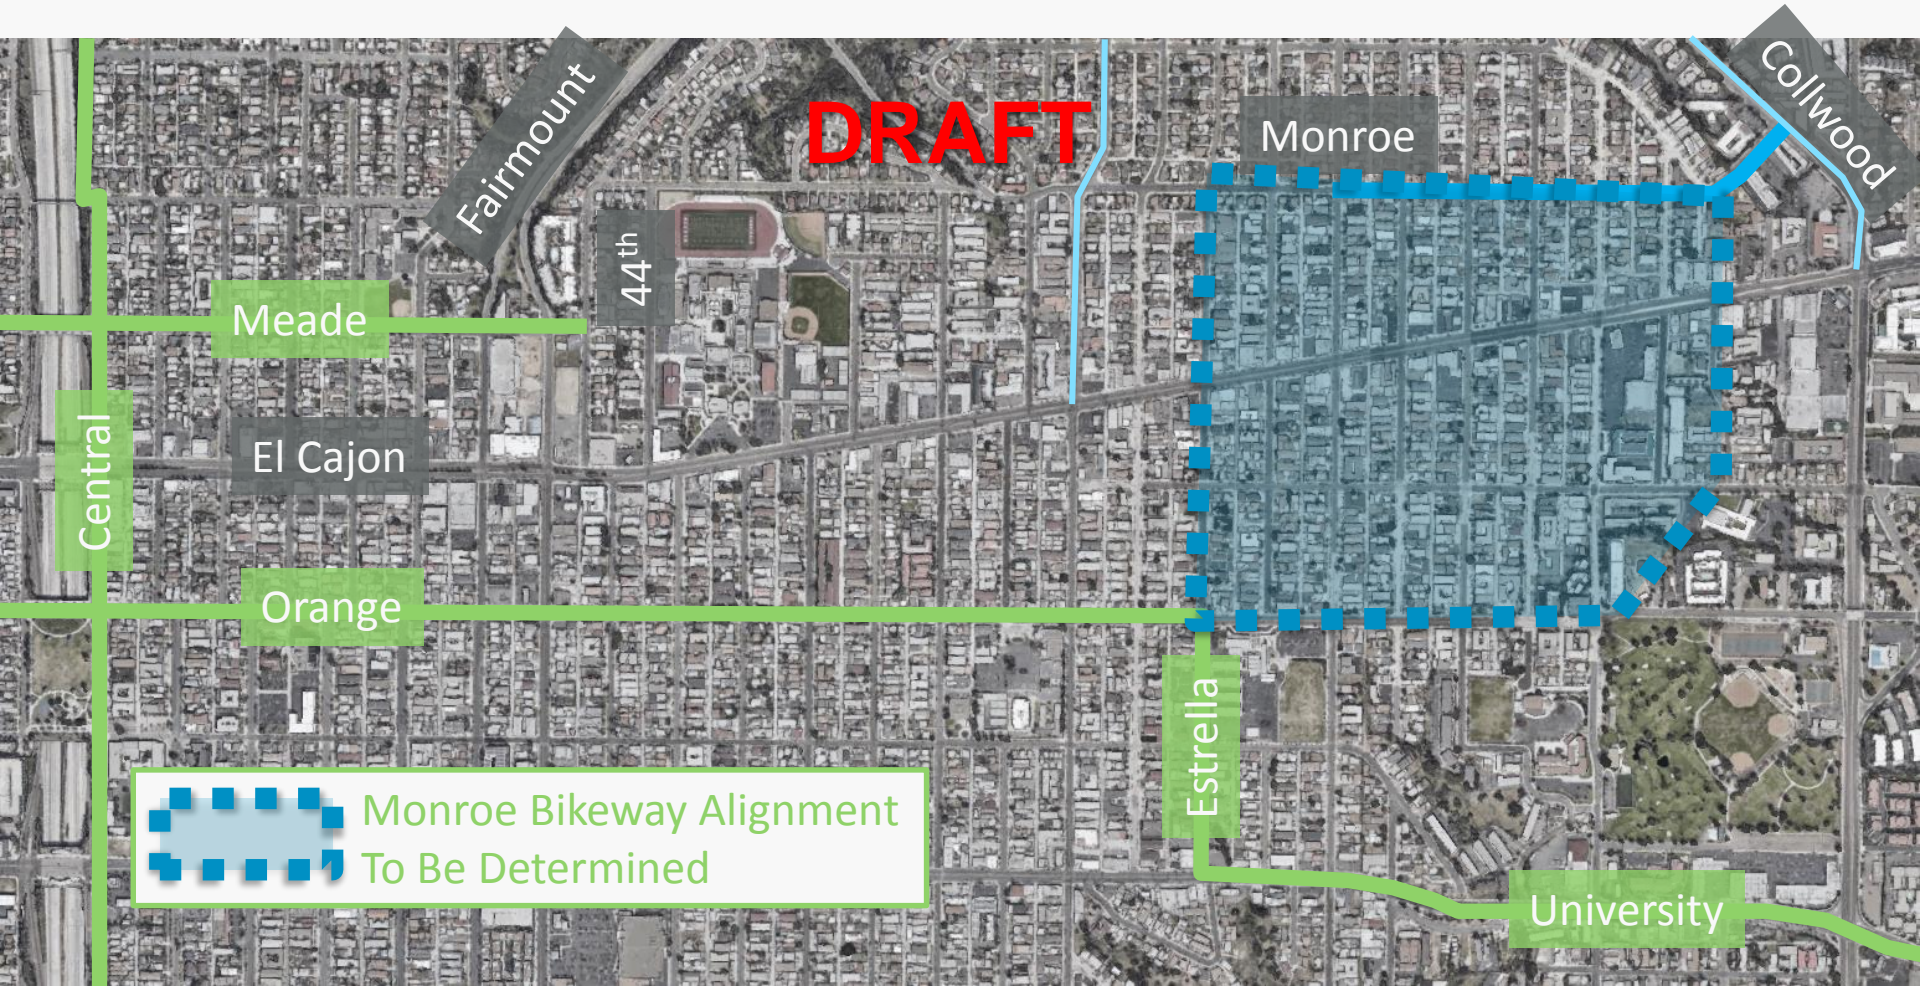 Collwood
Fairmount
DRAFT
Monroe
44th
Meade
El Cajon
Central
Orange
Estrella
Monroe Bikeway Alignment
To Be Determined
University